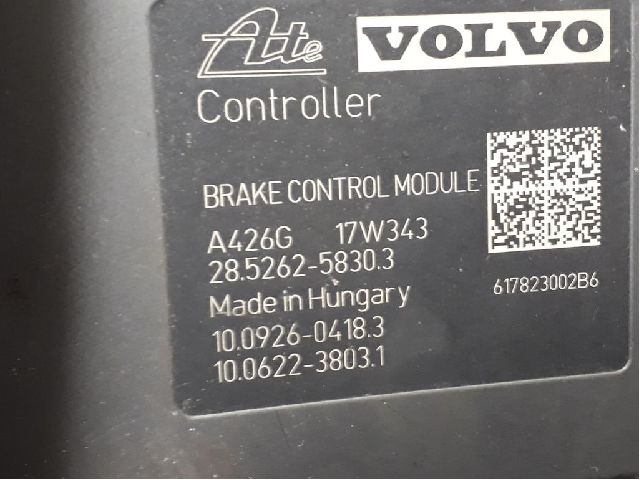 Ate VOLVO
Controller
BRAKE CONTROL MODULE
A426G 17W343
28.5262-5830.3
Made in Hungary
10.0926-0418.3
10.0622-3803.1
617823002B6